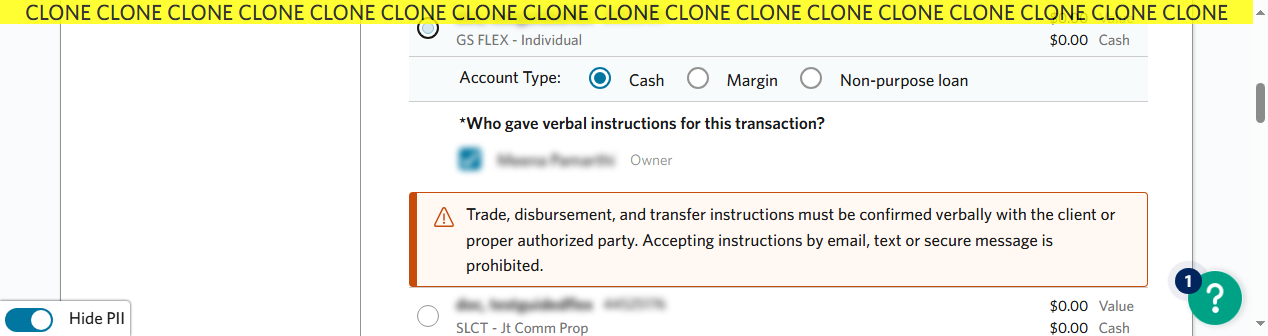 CLONE CLONE CLONE CLONE CLONE CLONE CLONE CLONE CLONE CLONE CLONE CLONE CLONE CLONE CLONE CLONE CLONE
GS FLEX - Individual $0.00 Cash
Account Type: Cash Margin Non-purpose loan
*Who gave verbal instructions for this transaction?
Owner
Trade, disbursement, and transfer instructions must be confirmed verbally with the client or
proper authorized party. Accepting instructions by email, text or secure message is
prohibited.
1
?
$0.00 Value
Hide PII
SLCT - Jt Comm Prop $0.00 Cash